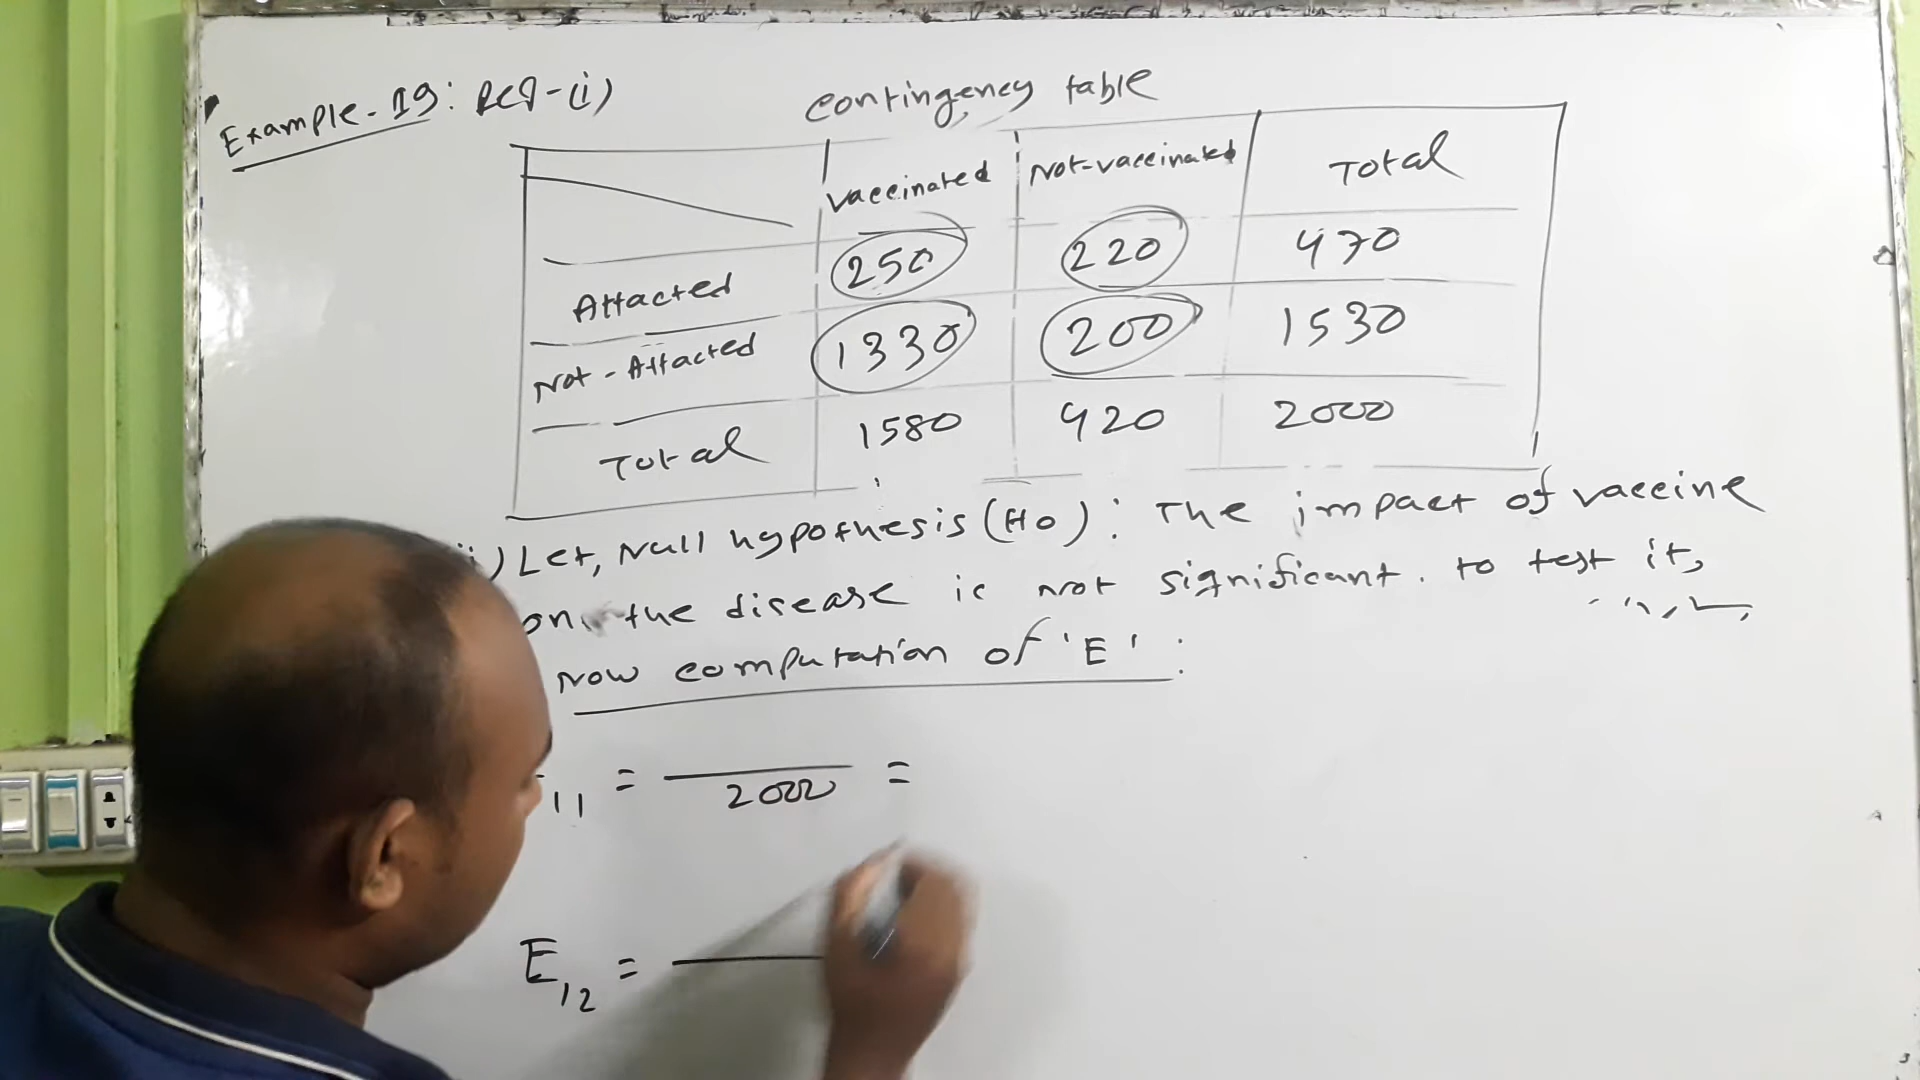 Example-19:
contingency table
Vaccinated Not-vaccinated Total
Attacted 250 220 470
Not-Attacted 1330 200 1530
Total 1580 420 2000
) Let, Null hypothesis (Ho): The impact of vaccine
on the disease is not significant. to test it,
Now computation of 'E':
11 = 2000 =
E12 =